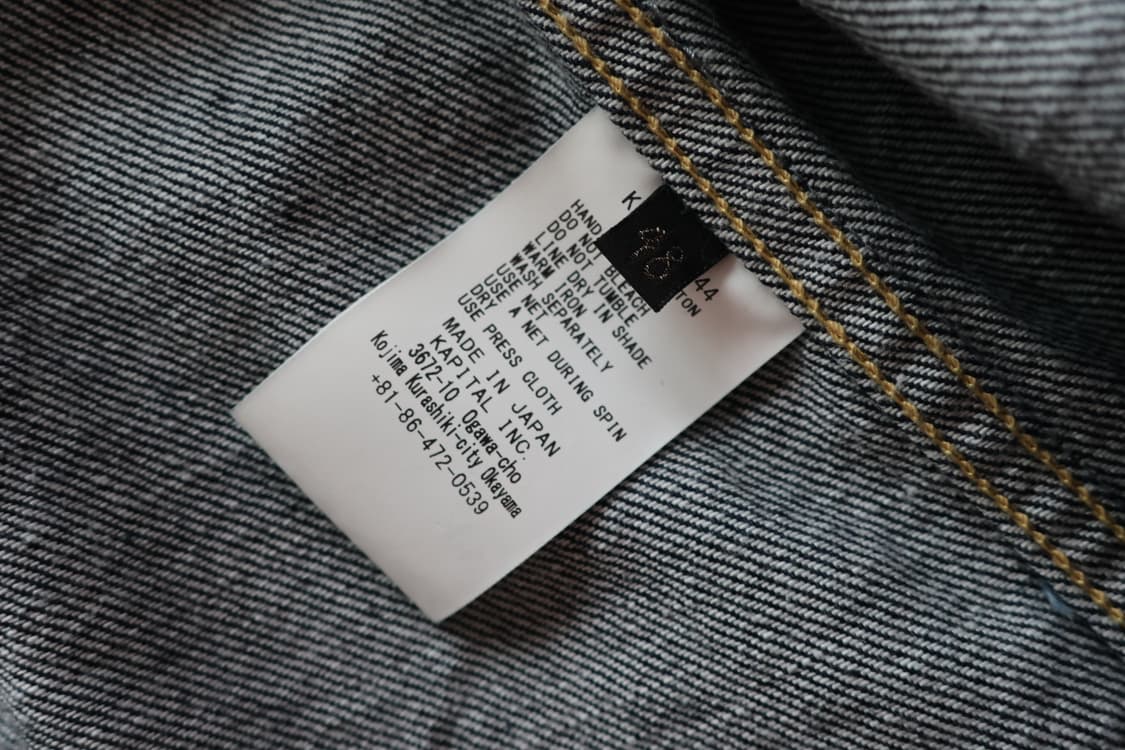 K
44
48
HAND
TTON
DO NOT BLEACH
DO NOT TUMBLE
LINE DRY IN SHADE
WARM IRON
WASH SEPARATELY
USE A NET DURING SPIN
DRY
USE PRESS CLOTH
MADE IN JAPAN
KAPITAL INC.
3672-10 Ogawa-cho
Kojima Kurashiki-city Okayama
+81-86-472-0539